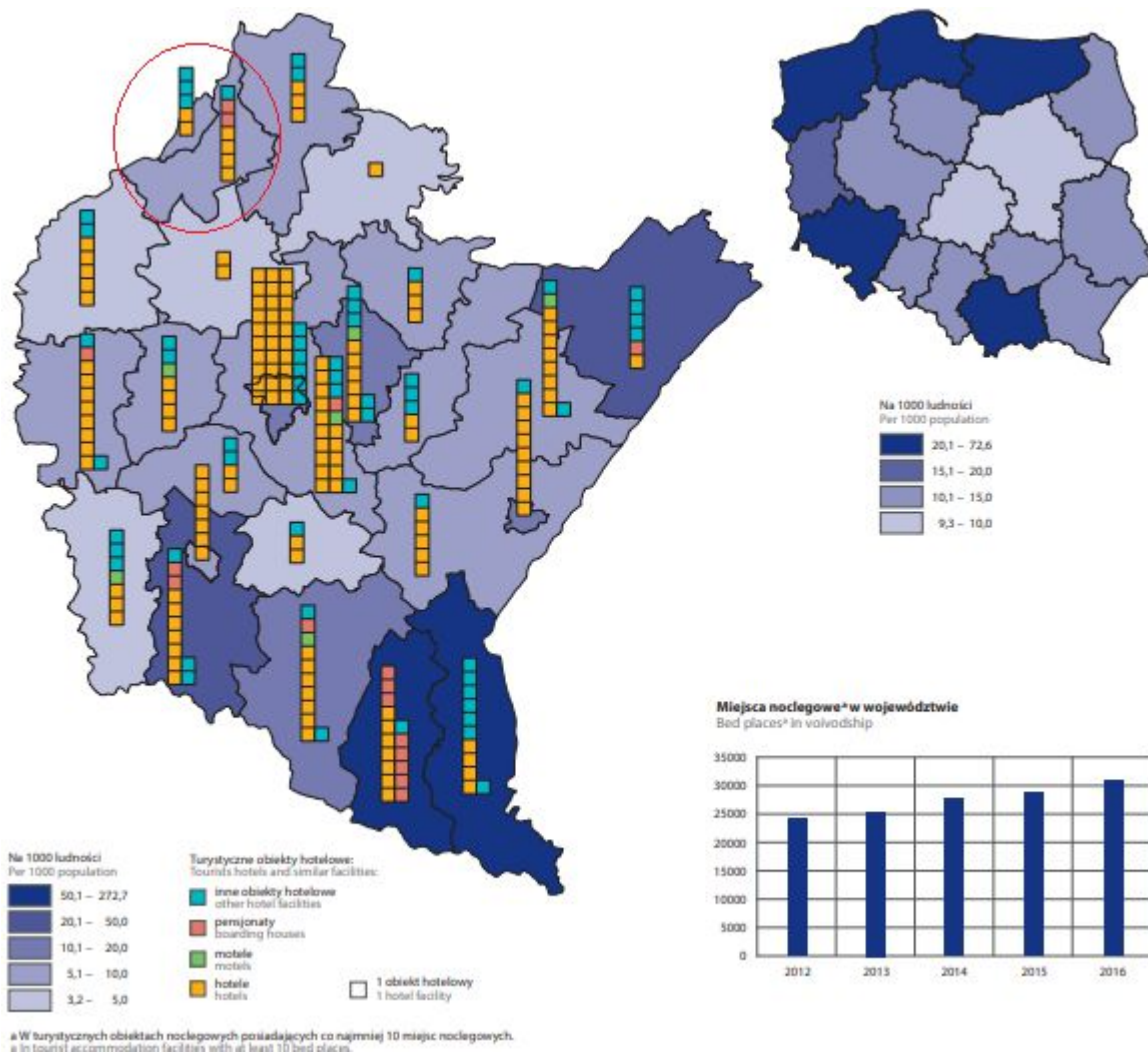 Na 1000 ludności
Per 1000 population
20,1 – 72,6
15,1 – 20,0
10,1 – 15,0
9,3 – 10,0
Miejsca noclegoweᵃ w województwie
Bed placesᵃ in voivodship
35000
30000
25000
20000
15000
10000
5000
0
2012 2013 2014 2015 2016
Na 1000 ludności
Per 1000 population
50,1 – 272,7
20,1 – 50,0
10,1 – 20,0
5,1 – 10,0
3,2 – 5,0
Turystyczne obiekty hotelowe:
Tourists hotels and similar facilities:
inne obiekty hotelowe
other hotel facilities
pensjonaty
boarding houses
motele
motels
hotele
hotels
1 obiekt hotelowy
1 hotel facility
a W turystycznych obiektach noclegowych posiadających co najmniej 10 miejsc noclegowych.
a In tourist accommodation facilities with at least 10 bed places.